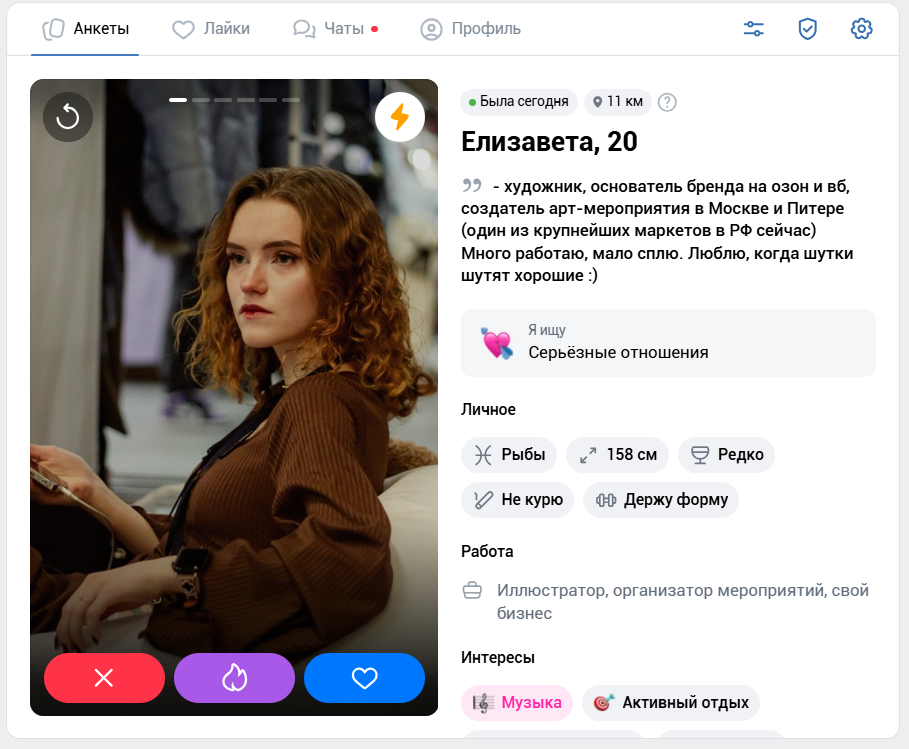 Анкеты
Лайки
Чаты
Профиль
Была сегодня
11 км
?
Елизавета, 20
- художник, основатель бренда на озон и вб,
создатель арт-мероприятия в Москве и Питере
(один из крупнейших маркетов в РФ сейчас)
Много работаю, мало сплю. Люблю, когда шутки
шутят хорошие :)
Я ищу
Серьёзные отношения
Личное
Рыбы
158 см
Редко
Не курю
Держу форму
Работа
Иллюстратор, организатор мероприятий, свой
бизнес
Интересы
Музыка
Активный отдых